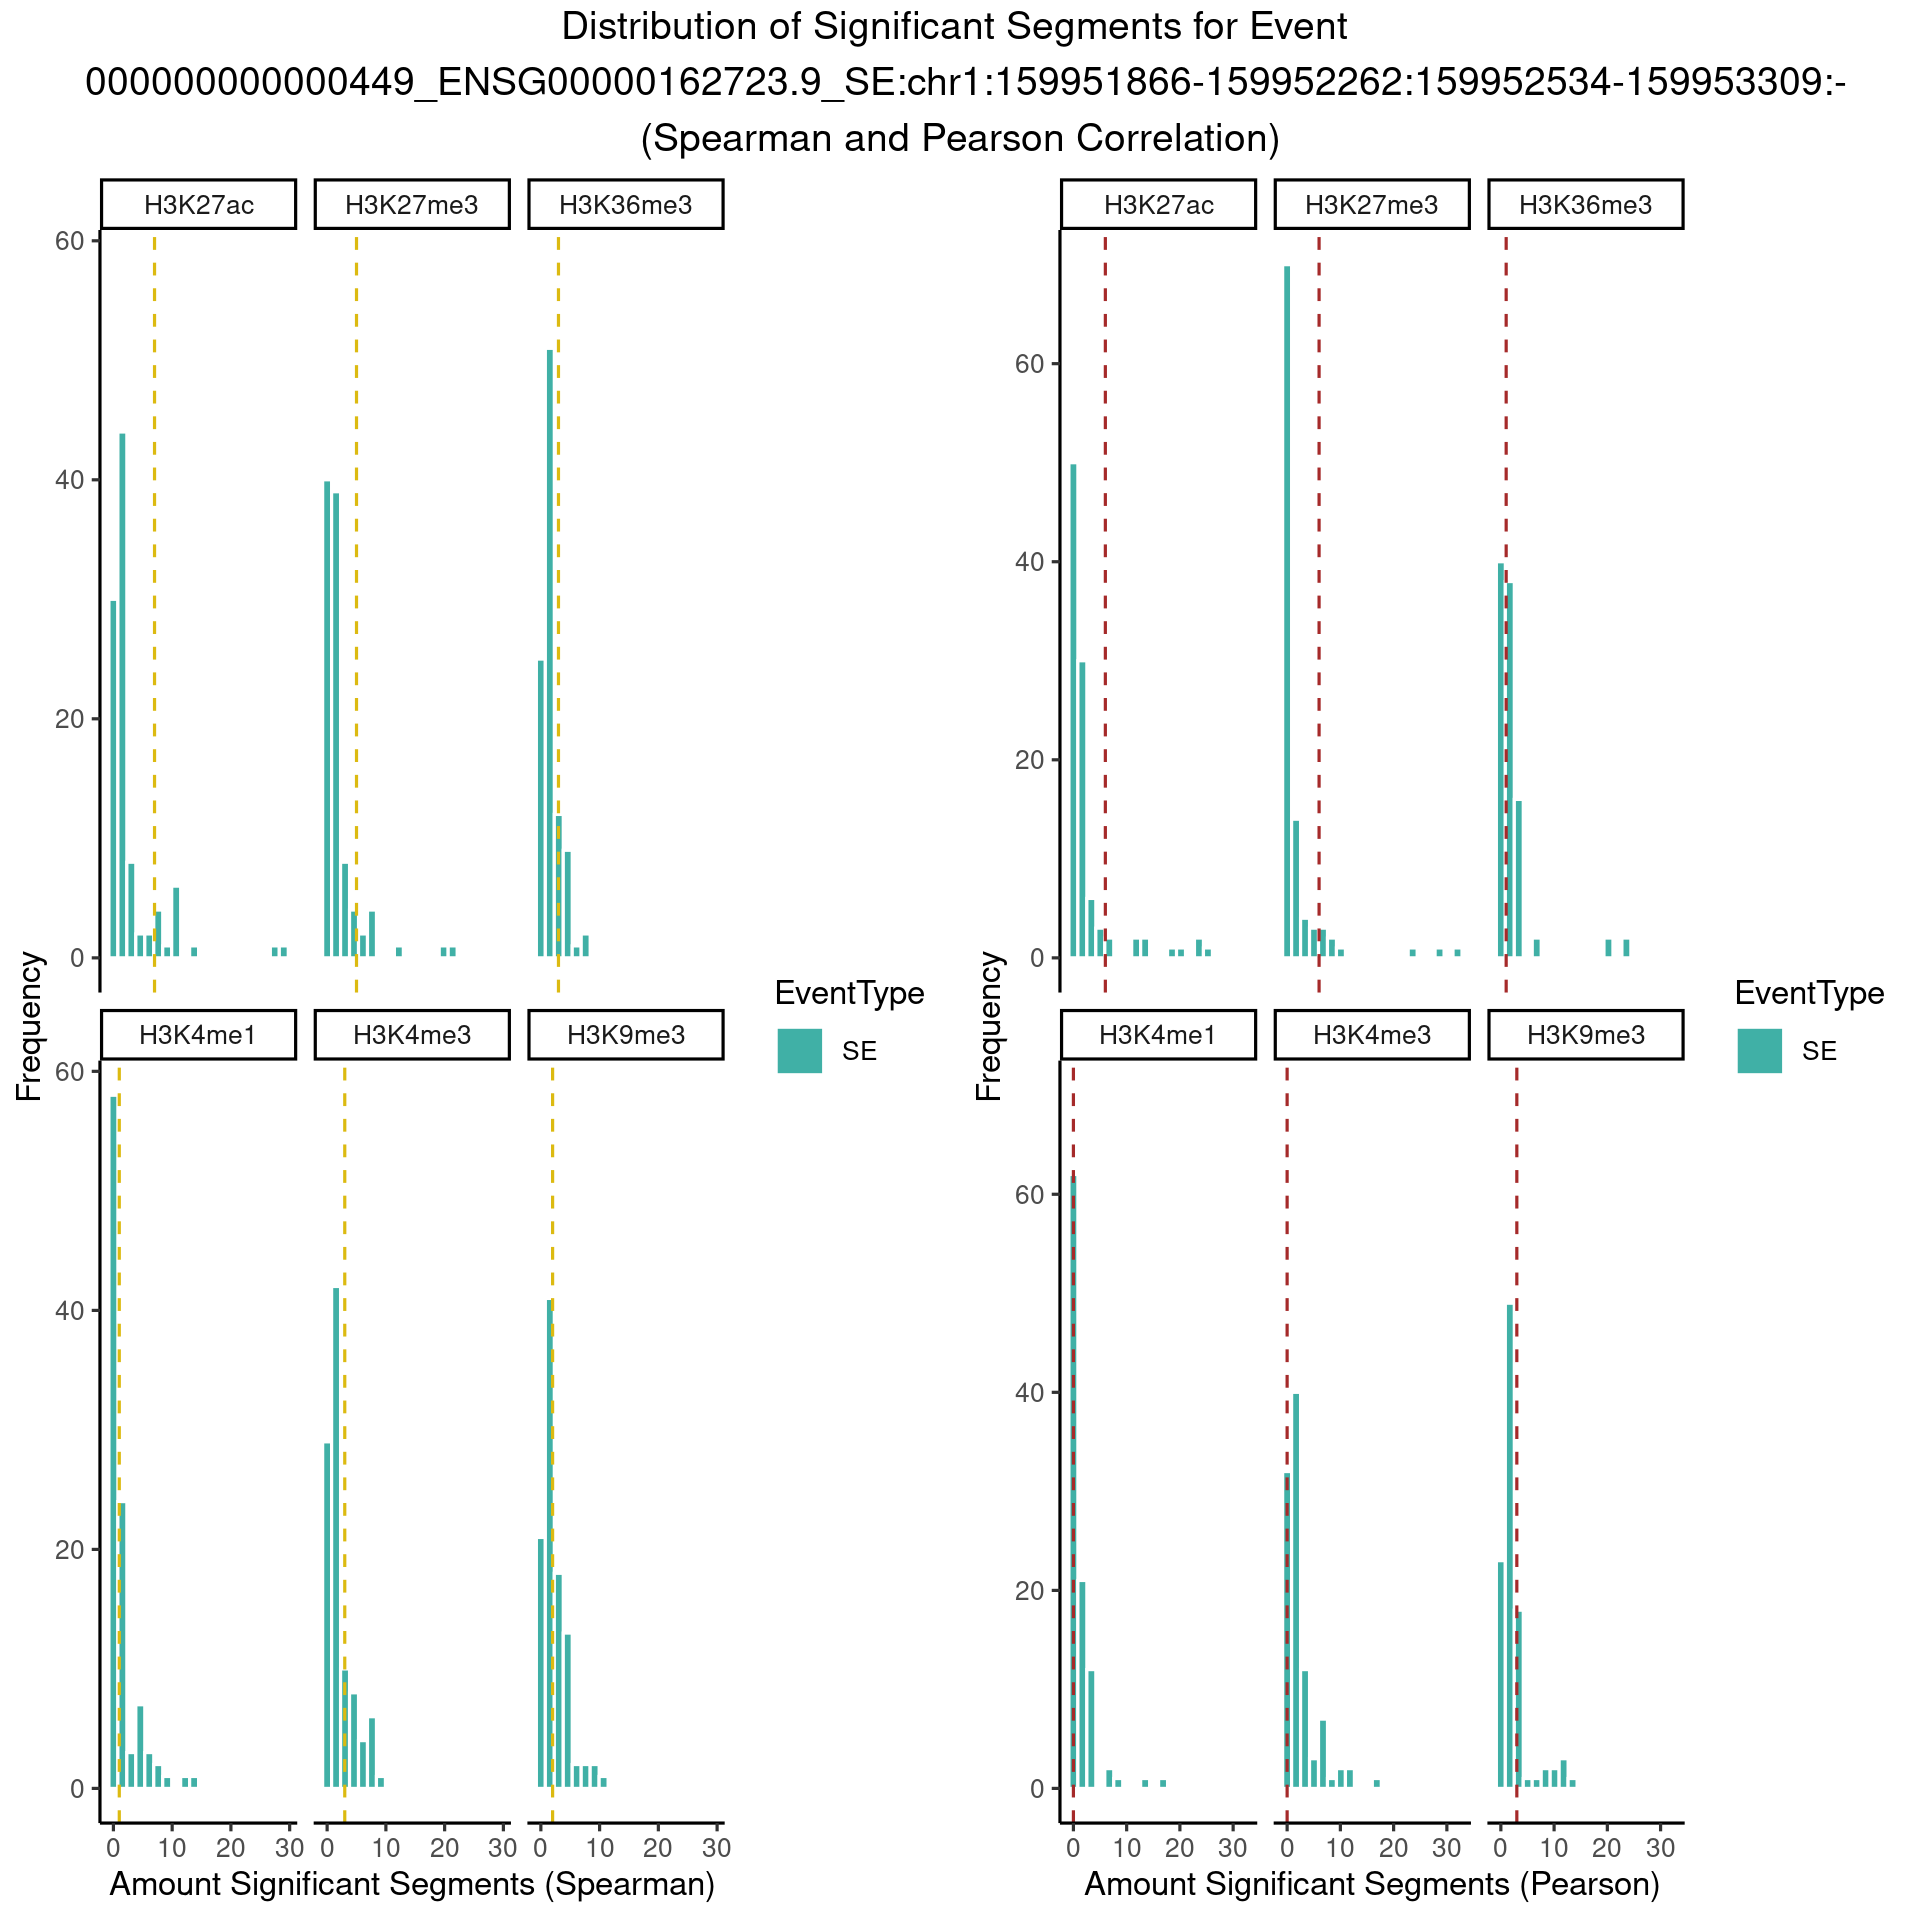 Distribution of Significant Segments for Event
000000000000449_ENSG00000162723.9_SE:chr1:159951866-159952262:159952534-159953309:-
(Spearman and Pearson Correlation)
H3K27ac H3K27me3 H3K36me3
60
40
20
0
H3K4me1 H3K4me3 H3K9me3
60
40
20
0
0 10 20 30 0 10 20 30 0 10 20 30
Frequency
Amount Significant Segments (Spearman)
EventType
SE
H3K27ac H3K27me3 H3K36me3
60
40
20
0
H3K4me1 H3K4me3 H3K9me3
60
40
20
0
0 10 20 30 0 10 20 30 0 10 20 30
Frequency
Amount Significant Segments (Pearson)
EventType
SE